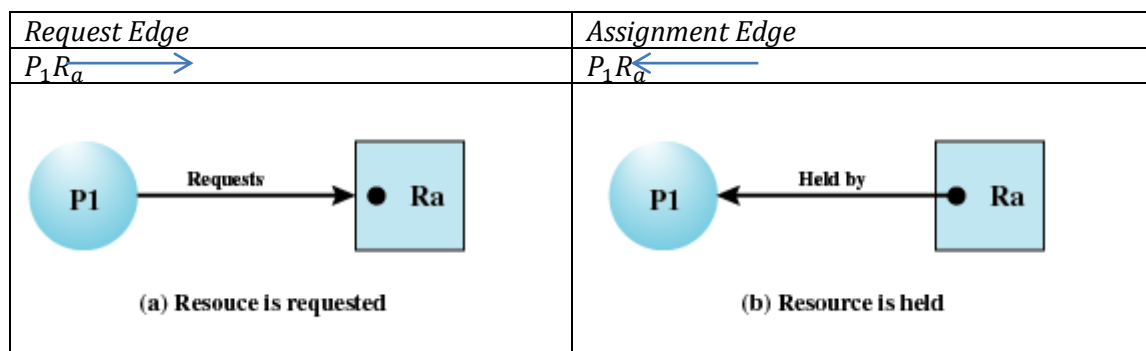 Request Edge
Assignment Edge
P₁Rₐ
P₁Rₐ
P1
Requests
Ra
P1
Held by
Ra
(a) Resouce is requested
(b) Resource is held